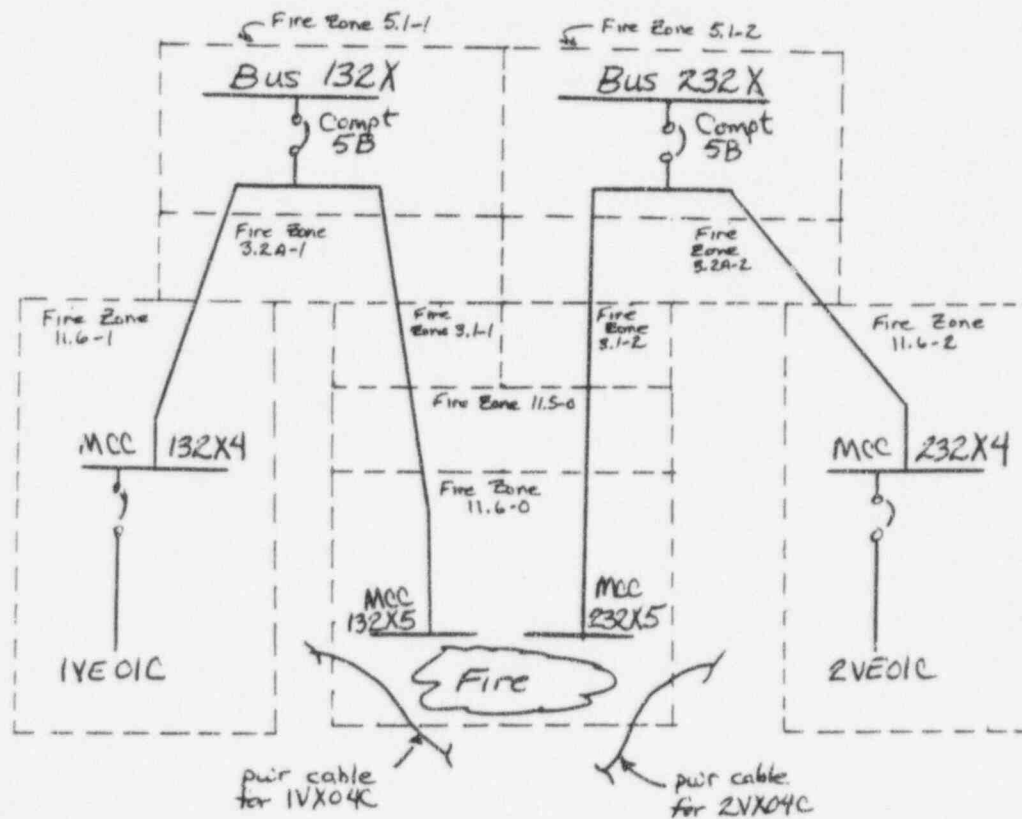 Fire Zone 5.1-1
Fire Zone 5.1-2
Bus 132X
Bus 232X
Compt
5B
Compt
5B
Fire Zone
3.2A-1
Fire
Zone
3.2A-2
Fire Zone
11.6-1
Fire
Zone 3.1-1
Fire
Zone
3.1-2
Fire Zone
11.6-2
Fire Zone 11.5-0
MCC 132X4
MCC 232X4
Fire Zone
11.6-0
MCC
132X5
MCC
232X5
1VE01C
Fire
2VE01C
pwr cable
for 1VX04C
pwr cable
for 2VX04C